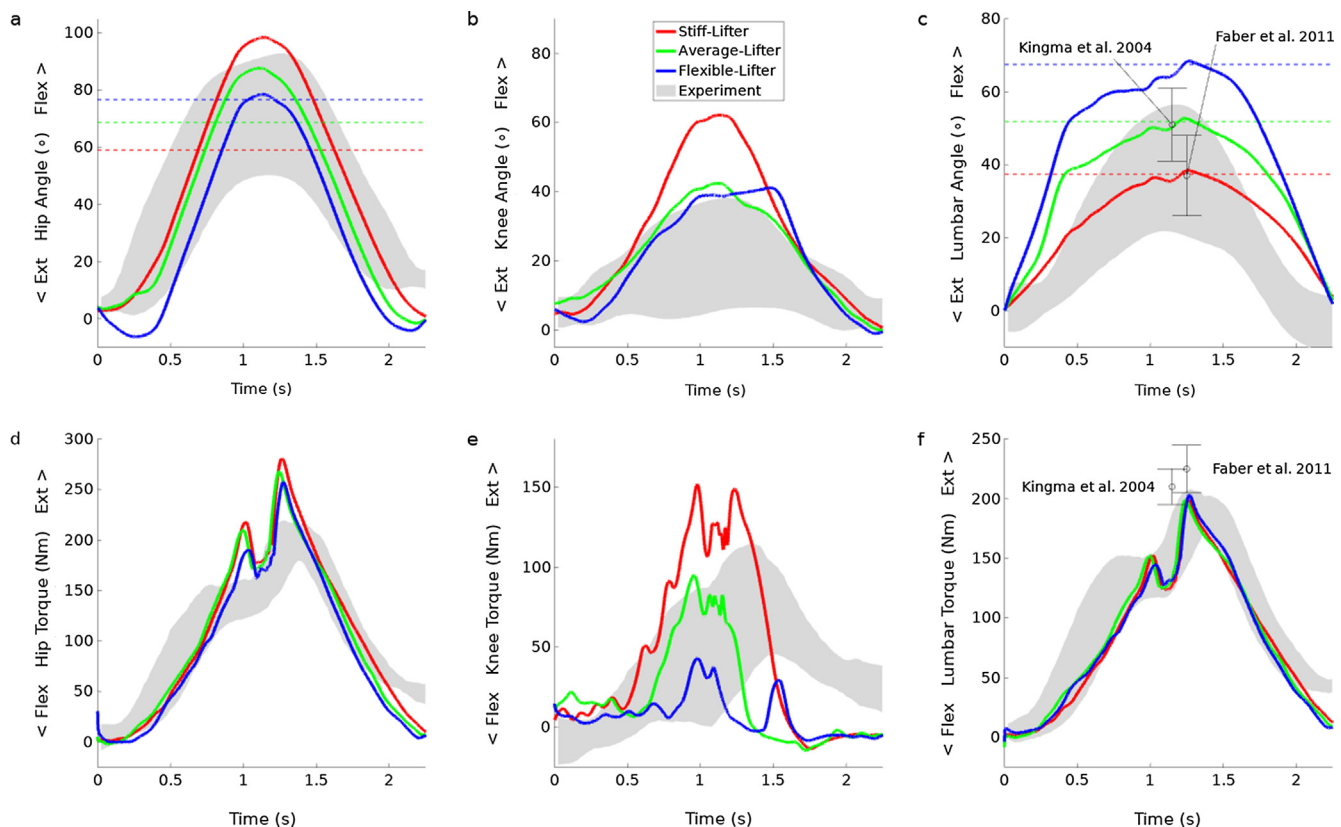 a
b
c
100
80
60
40
20
0
0
0.5
1
1.5
2
< Ext Hip Angle (∘) Flex >
Time (s)
80
60
40
20
0
0
0.5
1
1.5
2
< Ext Knee Angle (∘) Flex >
Time (s)
Stiff-Lifter
Average-Lifter
Flexible-Lifter
Experiment
80
60
40
20
0
0
0.5
1
1.5
2
< Ext Lumbar Angle (∘) Flex >
Time (s)
Kingma et al. 2004
Faber et al. 2011
d
e
f
300
250
200
150
100
50
0
0
0.5
1
1.5
2
< Flex Hip Torque (Nm) Ext >
Time (s)
150
100
50
0
0
0.5
1
1.5
2
< Flex Knee Torque (Nm) Ext >
Time (s)
250
200
150
100
50
0
0
0.5
1
1.5
2
< Flex Lumbar Torque (Nm) Ext >
Time (s)
Kingma et al. 2004
Faber et al. 2011